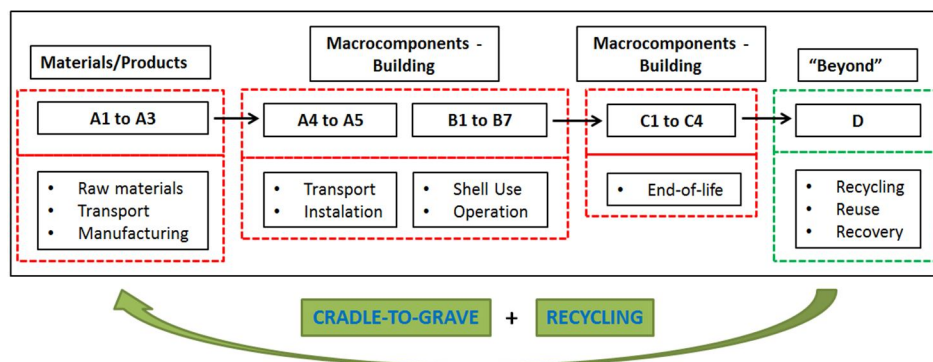 Materials/Products
Macrocomponents -
Building
Macrocomponents -
Building
“Beyond”
A1 to A3
A4 to A5
B1 to B7
C1 to C4
D
• Raw materials
• Transport
• Manufacturing
• Transport
• Instalation
• Shell Use
• Operation
• End-of-life
• Recycling
• Reuse
• Recovery
CRADLE-TO-GRAVE + RECYCLING